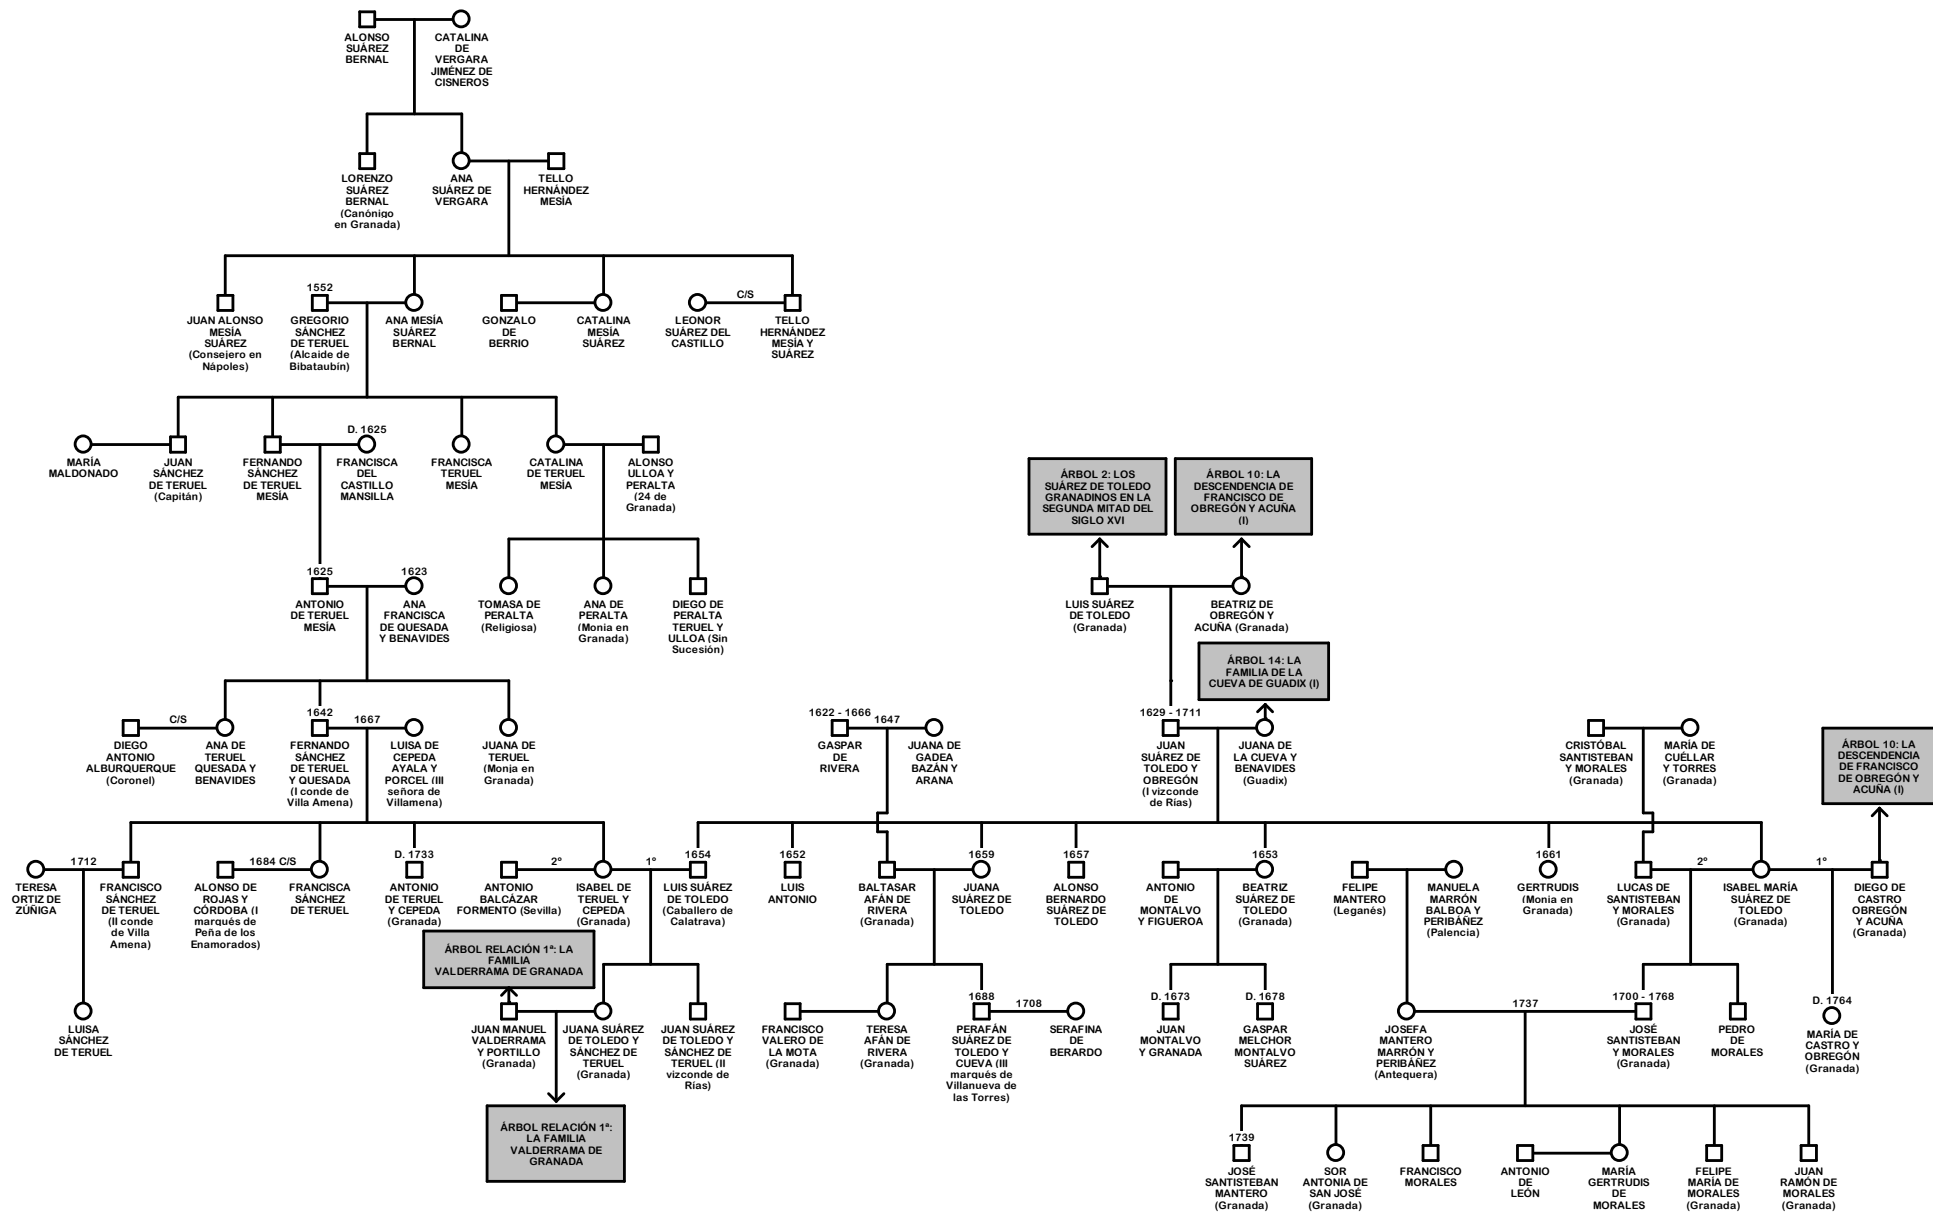 ALONSO
SUÁREZ
BERNAL
CATALINA
DE
VERGARA
JIMÉNEZ DE
CISNEROS
LORENZO
SUÁREZ
BERNAL
(Canónigo
en Granada)
ANA
SUÁREZ DE
VERGARA
TELLO
HERNÁNDEZ
MESÍA
JUAN ALONSO
MESÍA
SUÁREZ
(Consejero en
Nápoles)
1552
GREGORIO
SÁNCHEZ
DE TERUEL
(Alcaide de
Bibataubín)
ANA MESÍA
SUÁREZ
BERNAL
GONZALO
DE
BERRIO
CATALINA
MESÍA
SUÁREZ
LEONOR
SUÁREZ DEL
CASTILLO
C/S
TELLO
HERNÁNDEZ
MESÍA Y
SUÁREZ
MARÍA
MALDONADO
JUAN
SÁNCHEZ
DE TERUEL
(Capitán)
FERNANDO
SÁNCHEZ
DE TERUEL
MESÍA
D. 1625
FRANCISCA
DEL
CASTILLO
MANSILLA
FRANCISCA
TERUEL
MESÍA
CATALINA
DE TERUEL
MESÍA
ALONSO
ULLOA Y
PERALTA
(24 de
Granada)
ÁRBOL 2: LOS
SUÁREZ DE TOLEDO
GRANADINOS EN LA
SEGUNDA MITAD DEL
SIGLO XVI
ÁRBOL 10: LA
DESCENDENCIA DE
FRANCISCO DE
OBREGÓN Y ACUÑA
(I)
1625
ANTONIO
DE TERUEL
MESÍA
1623
ANA
FRANCISCA
DE QUESADA
Y BENAVIDES
TOMASA DE
PERALTA
(Religiosa)
ANA DE
PERALTA
(Monja en
Granada)
DIEGO DE
PERALTA
TERUEL Y
ULLOA (Sin
Sucesión)
LUIS SUÁREZ
DE TOLEDO
(Granada)
BEATRIZ DE
OBREGÓN Y
ACUÑA (Granada)
ÁRBOL 14: LA
FAMILIA DE LA
CUEVA DE GUADIX (I)
DIEGO
ANTONIO
ALBURQUERQUE
(Coronel)
C/S
ANA DE
TERUEL
QUESADA Y
BENAVIDES
1642
FERNANDO
SÁNCHEZ
DE TERUEL
Y QUESADA
(I conde de
Villa Amena)
1667
LUISA DE
CEPEDA
AYALA Y
PORCEL (III
señora de
Villamena)
JUANA DE
TERUEL
(Monja en
Granada)
1622 - 1666
GASPAR
DE
RIVERA
1647
JUANA DE
GADEA
BAZÁN Y
ARANA
1629 - 1711
JUAN
SUÁREZ DE
TOLEDO Y
OBREGÓN
(I vizconde
de Rías)
JUANA DE
LA CUEVA Y
BENAVIDES
(Guadix)
CRISTÓBAL
SANTISTEBAN
Y MORALES
(Granada)
MARÍA DE
CUÉLLAR
Y TORRES
(Granada)
ÁRBOL 10: LA
DESCENDENCIA
DE FRANCISCO
DE OBREGÓN Y
ACUÑA (I)
TERESA
ORTIZ DE
ZÚÑIGA
1712
FRANCISCO
SÁNCHEZ
DE TERUEL
(II conde
de Villa
Amena)
ALONSO DE
ROJAS Y
CÓRDOBA (I
marqués de
Peña de los
Enamorados)
1684 C/S
FRANCISCA
SÁNCHEZ
DE TERUEL
D. 1733
ANTONIO
DE TERUEL
Y CEPEDA
(Granada)
ANTONIO
BALCÁZAR
FORMENTO (Sevilla)
2º
ISABEL DE
TERUEL Y
CEPEDA
(Granada)
1º
1654
LUIS SUÁREZ
DE TOLEDO
(Caballero de
Calatrava)
1652
LUIS
ANTONIO
BALTASAR
AFÁN DE
RIVERA
(Granada)
1659
JUANA
SUÁREZ DE
TOLEDO
1657
ALONSO
BERNARDO
SUÁREZ DE
TOLEDO
ANTONIO
DE
MONTALVO
Y FIGUEROA
1653
BEATRIZ
SUÁREZ DE
TOLEDO
(Granada)
FELIPE
MANTERO
(Leganés)
MANUELA
MARRÓN
BALBOA Y
PERIBÁÑEZ
(Palencia)
1661
GERTRUDIS
(Monja en
Granada)
LUCAS DE
SANTISTEBAN
Y MORALES
(Granada)
2º
ISABEL MARÍA
SUÁREZ DE
TOLEDO
(Granada)
1º
DIEGO DE
CASTRO
OBREGÓN
Y ACUÑA
(Granada)
ÁRBOL RELACIÓN 1ª: LA
FAMILIA
VALDERRAMA DE GRANADA
LUISA
SÁNCHEZ
DE TERUEL
JUAN MANUEL
VALDERRAMA
Y PORTILLO
(Granada)
JUANA SUÁREZ
DE TOLEDO Y
SÁNCHEZ DE
TERUEL
(Granada)
JUAN SUÁREZ
DE TOLEDO Y
SÁNCHEZ DE
TERUEL (II
vizconde de
Rías)
FRANCISCO
VALERO DE
LA MOTA
(Granada)
TERESA
AFÁN DE
RIVERA
(Granada)
1688
PERAFÁN
SUÁREZ DE
TOLEDO Y
CUEVA (III
marqués de
Villanueva de
las Torres)
1708
SERAFINA
DE
BERARDO
D. 1673
JUAN
MONTALVO
Y GRANADA
D. 1678
GASPAR
MELCHOR
MONTALVO
SUÁREZ
JOSEFA
MANTERO
MARRÓN Y
PERIBÁÑEZ
(Antequera)
1737
1700 - 1768
JOSÉ
SANTISTEBAN
Y MORALES
(Granada)
PEDRO
DE
MORALES
D. 1764
MARÍA DE
CASTRO Y
OBREGÓN
(Granada)
ÁRBOL RELACIÓN 1ª:
LA FAMILIA
VALDERRAMA DE
GRANADA
1739
JOSÉ
SANTISTEBAN
MANTERO
(Granada)
SOR
ANTONIA DE
SAN JOSÉ
(Granada)
FRANCISCO
MORALES
ANTONIO
DE
LEÓN
MARÍA
GERTRUDIS
DE
MORALES
FELIPE
MARÍA DE
MORALES
(Granada)
JUAN
RAMÓN DE
MORALES
(Granada)